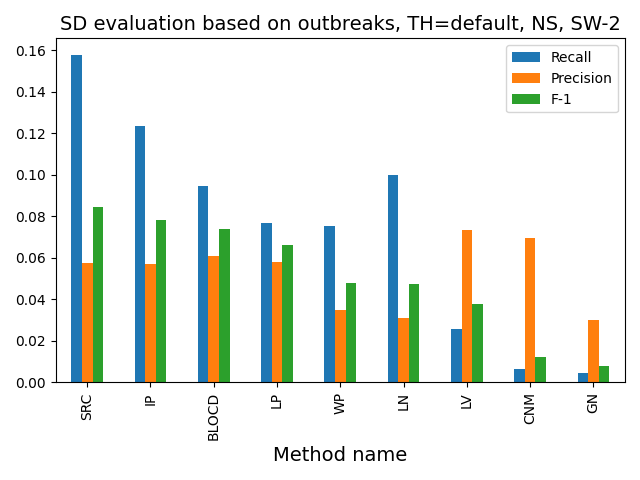 SD evaluation based on outbreaks, TH=default, NS, SW-2
Recall
Precision
F-1
0.16
0.14
0.12
0.10
0.08
0.06
0.04
0.02
0.00
SRC
IP
BLOCD
LP
WP
LN
LV
CNM
GN
Method name